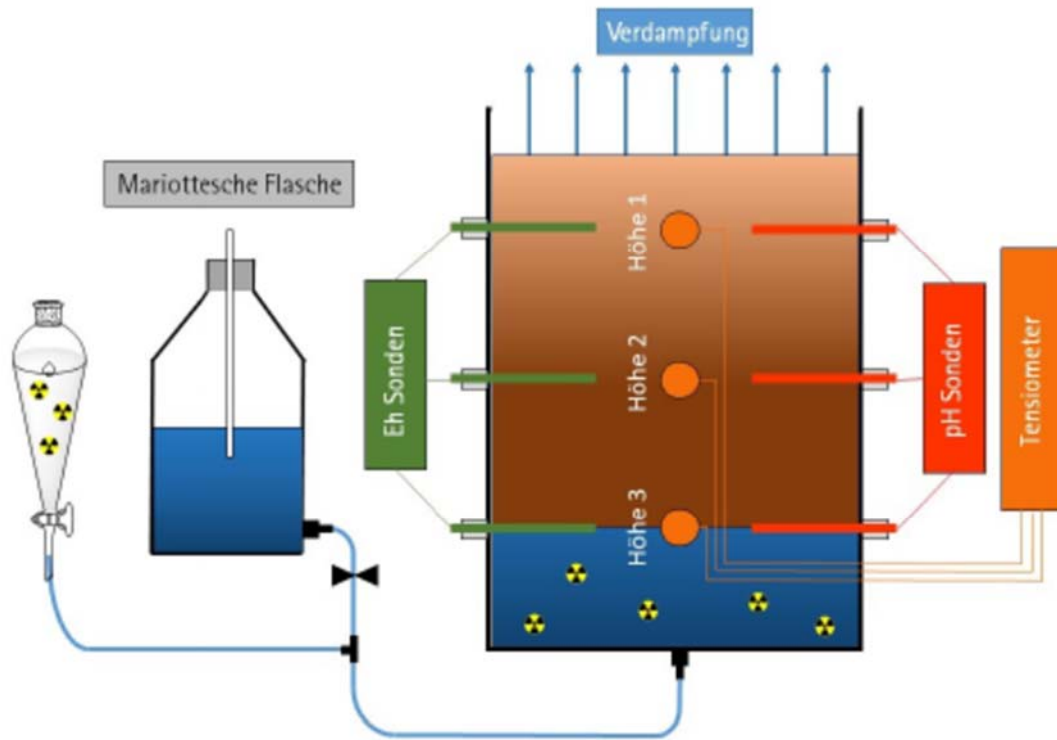 Verdampfung
Mariottesche Flasche
Eh Sonden
Höhe 1
Höhe 2
Höhe 3
pH Sonden
Tensiometer